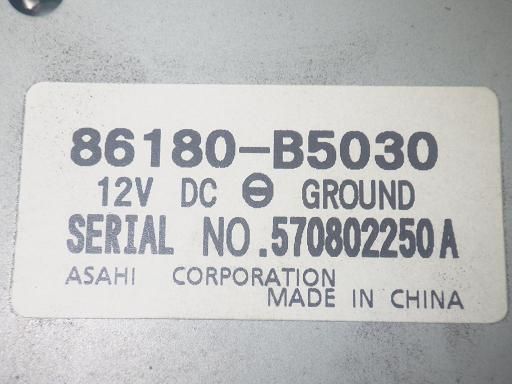 86180-B5030
12V DC ⊖ GROUND
SERIAL NO.570802250A
ASAHI CORPORATION
MADE IN CHINA